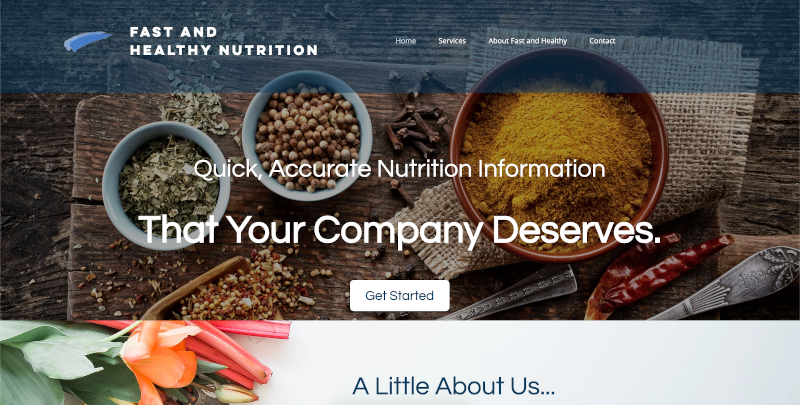 FAST AND
HEALTHY NUTRITION
Home Services About Fast and Healthy Contact
Quick, Accurate Nutrition Information
That Your Company Deserves.
Get Started
A Little About Us...